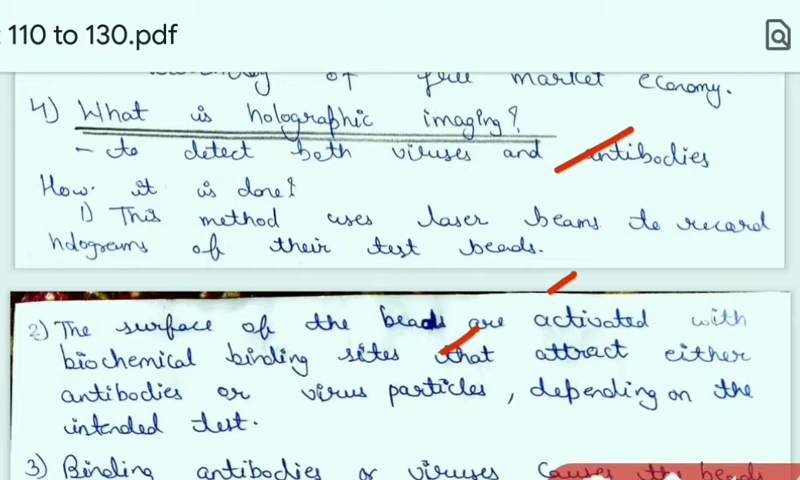 110 to 130.pdf
of free market economy.
4) What is holographic imaging?
- to detect both viruses and antibodies
How it is done?
1) This method uses laser beams to record
holograms of their test beads.
2) The surface of the beads are activated with
biochemical binding sites that attract either
antibodies or virus particles, depending on the
intended test.
3) Binding antibodies or viruses causes the beads